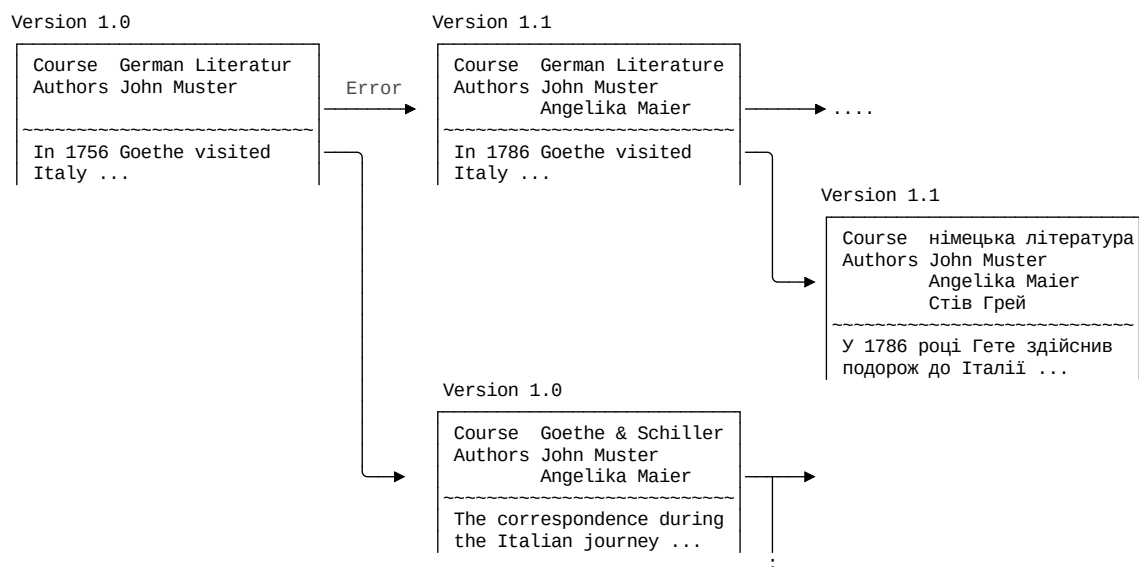 Version 1.0
Course German Literatur
Authors John Muster
~~~~~~~~~~~~~~~~~~~~~~~~~~~
In 1756 Goethe visited
Italy ...
Error
Version 1.1
Course German Literature
Authors John Muster
Angelika Maier
~~~~~~~~~~~~~~~~~~~~~~~~~~~
In 1786 Goethe visited
Italy ...
....
Version 1.1
Course німецька література
Authors John Muster
Angelika Maier
Стів Грей
~~~~~~~~~~~~~~~~~~~~~~~~~~~~
У 1786 році Гете здійснив
подорож до Італії ...
Version 1.0
Course Goethe & Schiller
Authors John Muster
Angelika Maier
~~~~~~~~~~~~~~~~~~~~~~~~~~~
The correspondence during
the Italian journey ...
: